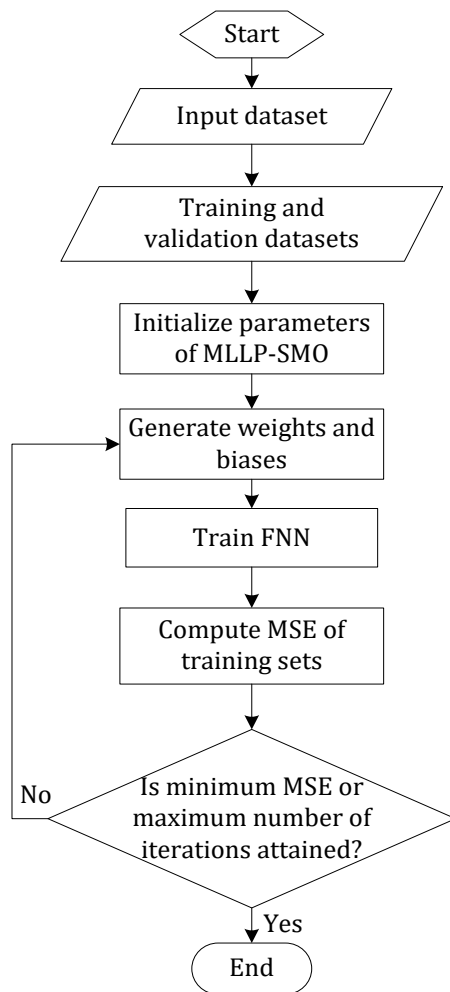 Start
Input dataset
Training and
validation datasets
Initialize parameters
of MLLP-SMO
Generate weights and
biases
Train FNN
Compute MSE of
training sets
Is minimum MSE or
maximum number of
iterations attained?
No
Yes
End